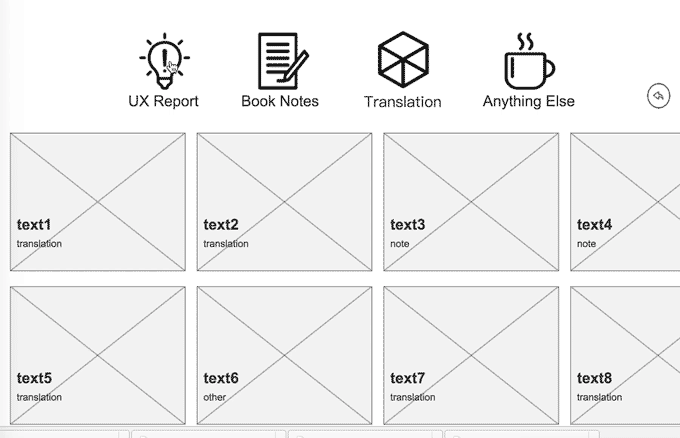 UX Report Book Notes Translation Anything Else
text1 text2 text3 text4
translation translation note note
text5 text6 text7 text8
translation other translation translation